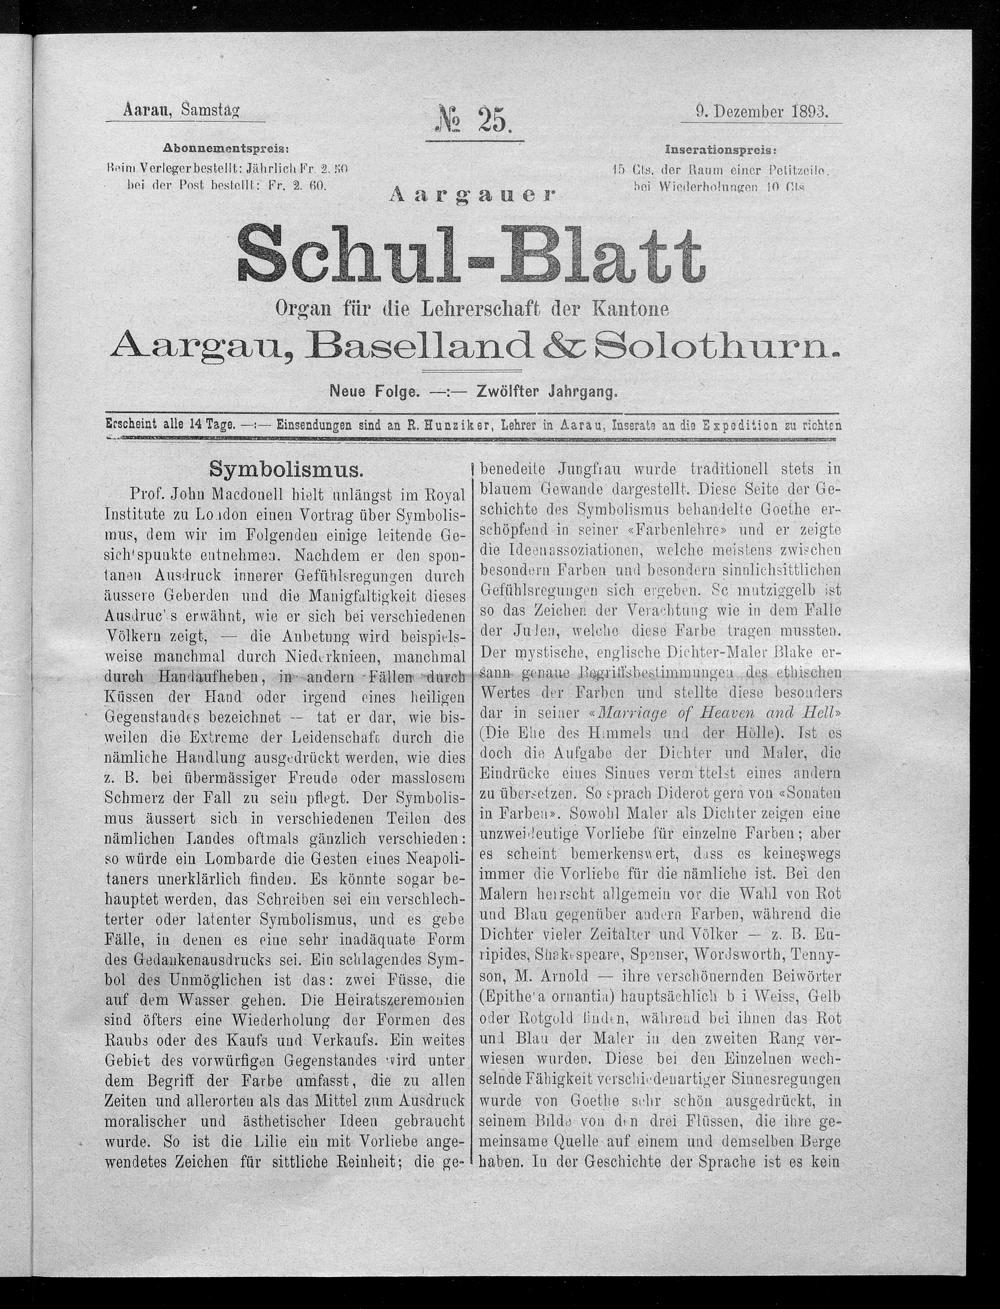 Aarau, Samstag
№ 25.
9. Dezember 1893.
Abonnementspreis:
Beim Verleger bestellt: Jährlich Fr. 2. 50
bei der Post bestellt: Fr. 2. 60.
Inserationspreis:
15 Cts. der Raum einer Petitzeile.
bei Wiederholungen 10 Cts
Aargauer
Schul-Blatt
Organ für die Lehrerschaft der Kantone
Aargau, Baselland & Solothurn.
Neue Folge. —:— Zwölfter Jahrgang.
Erscheint alle 14 Tage. —:— Einsendungen sind an R. Hunziker, Lehrer in Aarau, Inserate an die Expedition zu richten
Symbolismus.
Prof. John Macdonell hielt unlängst im Royal
Institute zu London einen Vortrag über Symbolis-
mus, dem wir im Folgenden einige leitende Ge-
sichtspunkte entnehmen. Nachdem er den spon-
tanen Ausdruck innerer Gefühlsregungen durch
äussere Geberden und die Manigfaltigkeit dieses
Ausdruc's erwähnt, wie er sich bei verschiedenen
Völkern zeigt, — die Anbetung wird beispiels-
weise manchmal durch Niederknieen, manchmal
durch Handaufheben, in andern Fällen durch
Küssen der Hand oder irgend eines heiligen
Gegenstandes bezeichnet — tat er dar, wie bis-
weilen die Extreme der Leidenschaft durch die
nämliche Handlung ausgedrückt werden, wie dies
z. B. bei übermässiger Freude oder masslosem
Schmerz der Fall zu sein pflegt. Der Symbolis-
mus äussert sich in verschiedenen Teilen des
nämlichen Landes oftmals gänzlich verschieden:
so würde ein Lombarde die Gesten eines Neapoli-
taners unerklärlich finden. Es könnte sogar be-
hauptet werden, das Schreiben sei ein verschlech-
terter oder latenter Symbolismus, und es gebe
Fälle, in denen es eine sehr inadäquate Form
des Gedankenausdrucks sei. Ein schlagendes Sym-
bol des Unmöglichen ist das: zwei Füsse, die
auf dem Wasser gehen. Die Heiratszeremonien
sind öfters eine Wiederholung der Formen des
Raubs oder des Kaufs und Verkaufs. Ein weites
Gebiet des vorwürfigen Gegenstandes wird unter
dem Begriff der Farbe umfasst, die zu allen
Zeiten und allerorten als das Mittel zum Ausdruck
moralischer und ästhetischer Ideen gebraucht
wurde. So ist die Lilie ein mit Vorliebe ange-
wendetes Zeichen für sittliche Reinheit; die ge-
benedeite Jungfrau wurde traditionell stets in
blauem Gewande dargestellt. Diese Seite der Ge-
schichte des Symbolismus behandelte Goethe er-
schöpfend in seiner «Farbenlehre» und er zeigte
die Ideenassoziationen, welche meistens zwischen
besondern Farben und besondern sinnlichsittlichen
Gefühlsregungen sich ergeben. So mutziggelb ist
so das Zeichen der Verachtung wie in dem Falle
der Juden, welche diese Farbe tragen mussten.
Der mystische, englische Dichter-Maler Blake er-
sann genaue Begriffsbestimmungen des ethischen
Wertes der Farben und stellte diese besonders
dar in seiner «Marriage of Heaven and Hell»
(Die Ehe des Himmels und der Hölle). Ist es
doch die Aufgabe der Dichter und Maler, die
Eindrücke eines Sinnes vermittelst eines andern
zu übersetzen. So sprach Diderot gern von «Sonaten
in Farben». Sowohl Maler als Dichter zeigen eine
unzweideutige Vorliebe für einzelne Farben; aber
es scheint bemerkenswert, dass es keineswegs
immer die Vorliebe für die nämliche ist. Bei den
Malern herrscht allgemein vor die Wahl von Rot
und Blau gegenüber andern Farben, während die
Dichter vieler Zeitalter und Völker — z. B. Eu-
ripides, Shakespeare, Spenser, Wordsworth, Tenny-
son, M. Arnold — ihre verschönernden Beiwörter
(Epitheta ornantia) hauptsächlich bei Weiss, Gelb
oder Rotgold finden, während bei ihnen das Rot
und Blau der Maler in den zweiten Rang ver-
wiesen wurden. Diese bei den Einzelnen wech-
selnde Fähigkeit verschiedenartiger Sinnesregungen
wurde von Goethe sehr schön ausgedrückt, in
seinem Bilde von den drei Flüssen, die ihre ge-
meinsame Quelle auf einem und demselben Berge
haben. In der Geschichte der Sprache ist es kein